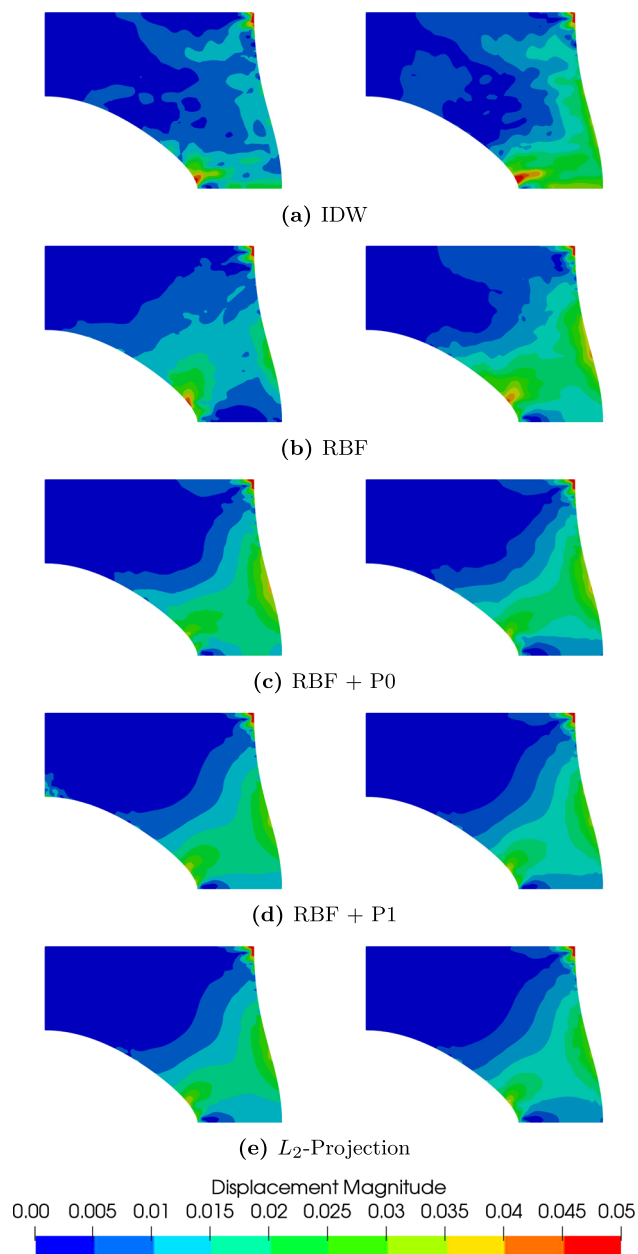 (a) IDW
(b) RBF
(c) RBF + P0
(d) RBF + P1
(e) L₂-Projection
Displacement Magnitude
0.00 0.005 0.01 0.015 0.02 0.025 0.03 0.035 0.04 0.045 0.05